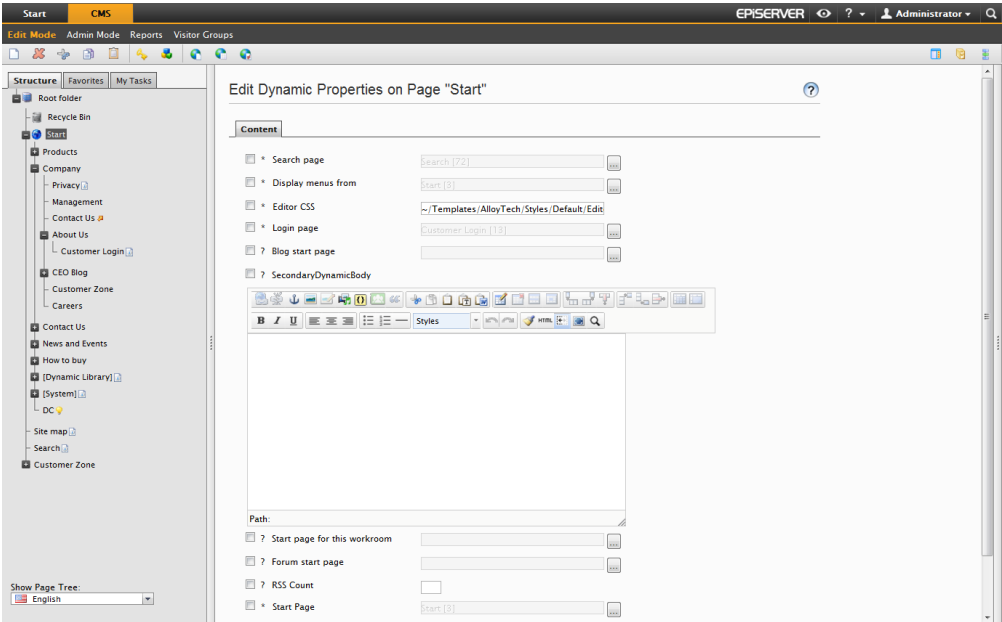 Start CMS EPiSERVER ? Administrator
Edit Mode Admin Mode Reports Visitor Groups
Structure Favorites My Tasks
Root folder
Recycle Bin
Start
Products
Company
Privacy
Management
Contact Us
About Us
Customer Login
CEO Blog
Customer Zone
Careers
Contact Us
News and Events
How to buy
[Dynamic Library]
[System]
DC
Site map
Search
Customer Zone
Show Page Tree:
English
Edit Dynamic Properties on Page "Start" ?
Content
* Search page Search [72] ...
* Display menus from Start [3] ...
* Editor CSS ~/Templates/AlloyTech/Styles/Default/Edit
* Login page Customer Login [13] ...
? Blog start page ...
? SecondaryDynamicBody
B I U Styles HTML
Path:
? Start page for this workroom ...
? Forum start page ...
? RSS Count
* Start Page Start [3] ...